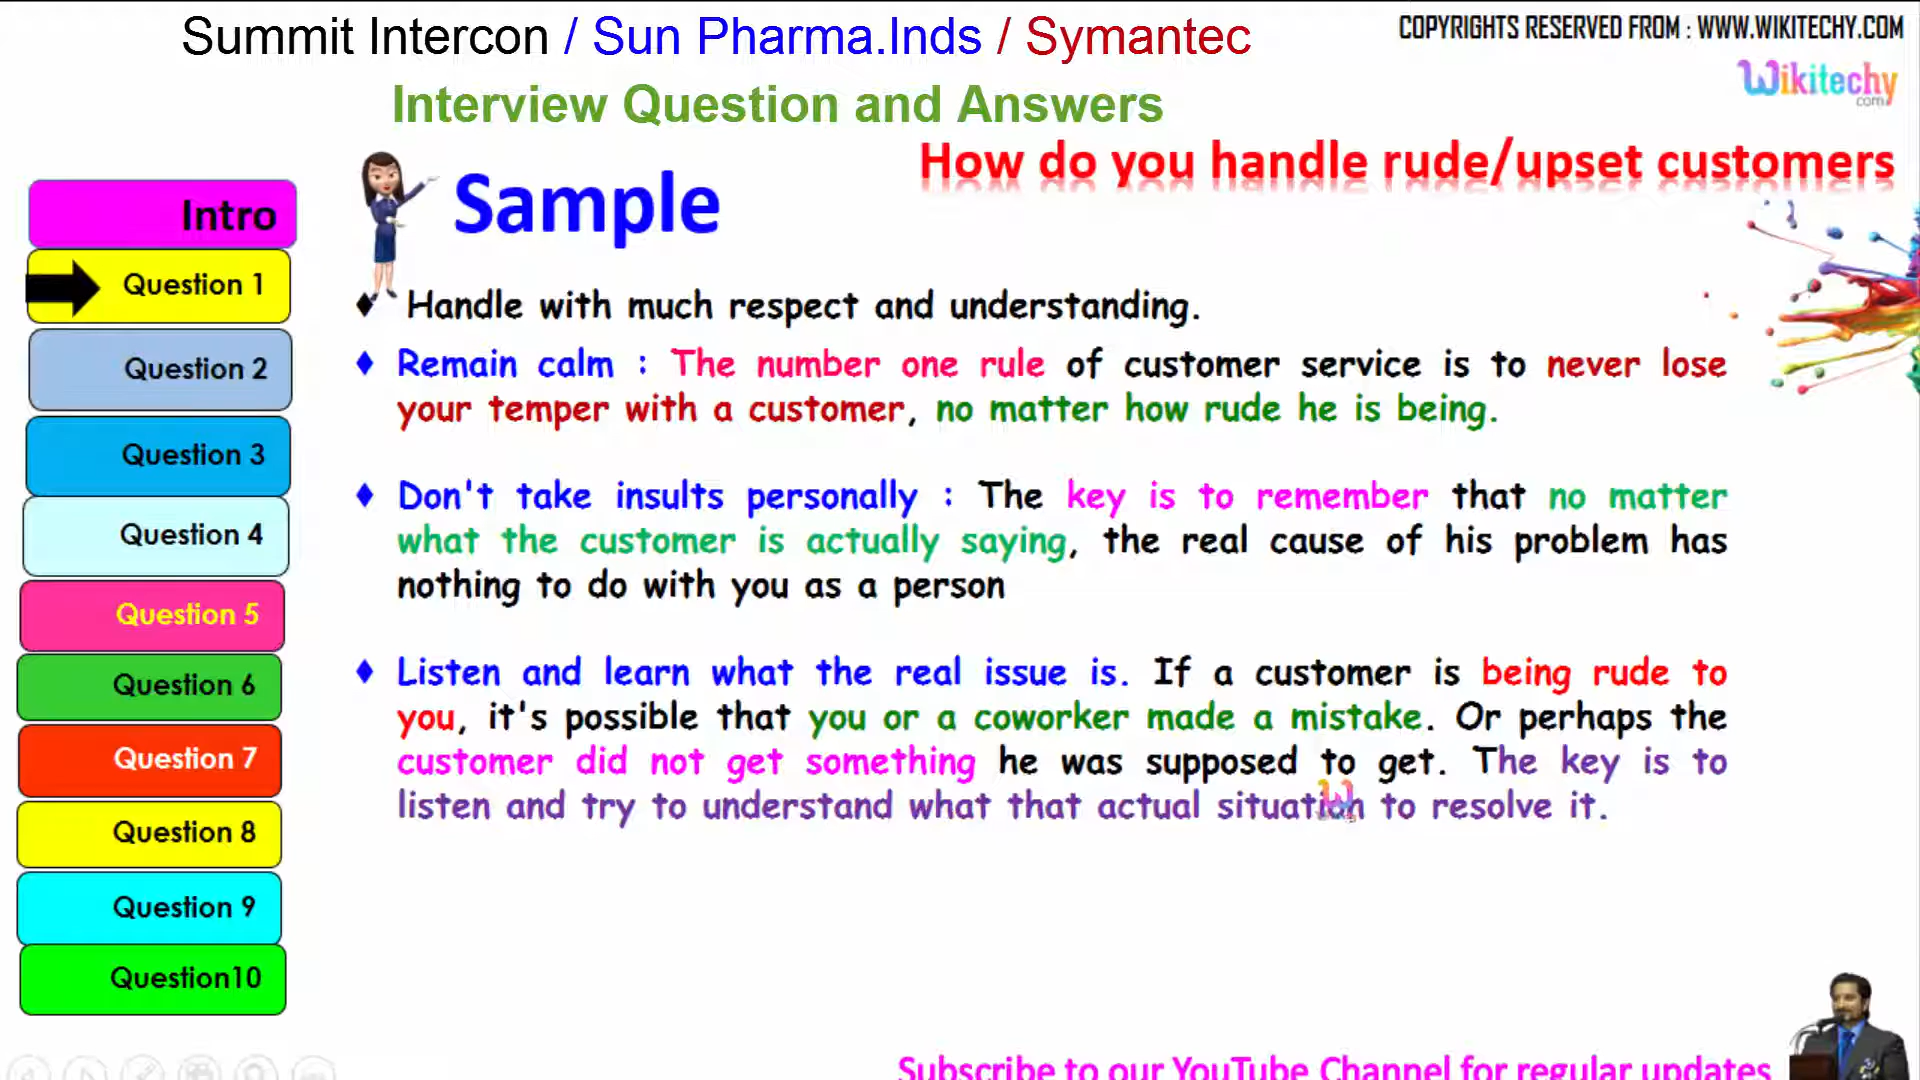 Summit Intercon / Sun Pharma.Inds / Symantec
COPYRIGHTS RESERVED FROM : WWW.WIKITECHY.COM
Wikitechy
.com
Interview Question and Answers
How do you handle rude/upset customers
Sample
Intro
Question 1
Question 2
Question 3
Question 4
Question 5
Question 6
Question 7
Question 8
Question 9
Question10
♦ Handle with much respect and understanding.
♦ Remain calm : The number one rule of customer service is to never lose
your temper with a customer, no matter how rude he is being.
♦ Don't take insults personally : The key is to remember that no matter
what the customer is actually saying, the real cause of his problem has
nothing to do with you as a person
♦ Listen and learn what the real issue is. If a customer is being rude to
you, it's possible that you or a coworker made a mistake. Or perhaps the
customer did not get something he was supposed to get. The key is to
listen and try to understand what that actual situation to resolve it.
Subscribe to our YouTube Channel for regular updates